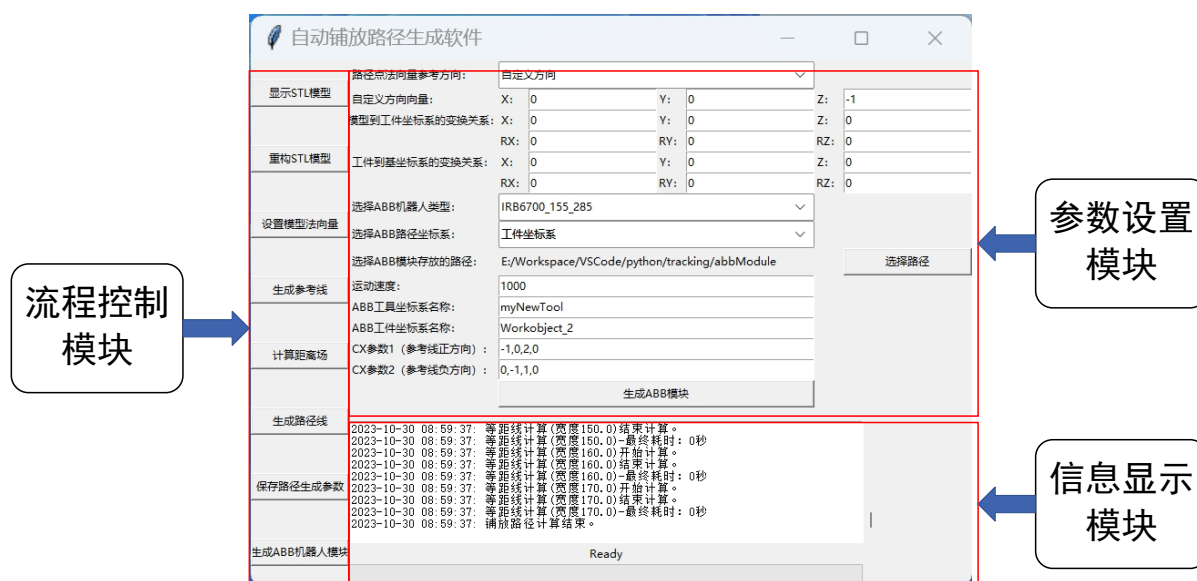 自动铺放路径生成软件
流程控制
模块
显示STL模型
重构STL模型
设置模型法向量
生成参考线
计算距离场
生成路径线
保存路径生成参数
生成ABB机器人模块
路径点法向量参考方向: 自定义方向
自定义方向向量: X: 0 Y: 0 Z: -1
模型到工件坐标系的变换关系: X: 0 Y: 0 Z: 0
RX: 0 RY: 0 RZ: 0
工件到基坐标系的变换关系: X: 0 Y: 0 Z: 0
RX: 0 RY: 0 RZ: 0
选择ABB机器人类型: IRB6700_155_285
选择ABB路径坐标系: 工件坐标系
选择ABB模块存放的路径: E:/Workspace/VSCode/python/tracking/abbModule 选择路径
运动速度: 1000
ABB工具坐标系名称: myNewTool
ABB工件坐标系名称: Workobject_2
CX参数1（参考线正方向）: -1,0,2,0
CX参数2（参考线负方向）: 0,-1,1,0
生成ABB模块
2023-10-30 08:59:37: 等距线计算(宽度150.0)结束计算。
2023-10-30 08:59:37: 等距线计算(宽度150.0)-最终耗时: 0秒
2023-10-30 08:59:37: 等距线计算(宽度160.0)开始计算。
2023-10-30 08:59:37: 等距线计算(宽度160.0)结束计算。
2023-10-30 08:59:37: 等距线计算(宽度160.0)-最终耗时: 0秒
2023-10-30 08:59:37: 等距线计算(宽度170.0)开始计算。
2023-10-30 08:59:37: 等距线计算(宽度170.0)结束计算。
2023-10-30 08:59:37: 等距线计算(宽度170.0)-最终耗时: 0秒
2023-10-30 08:59:37: 铺放路径计算结束。
Ready
参数设置
模块
信息显示
模块